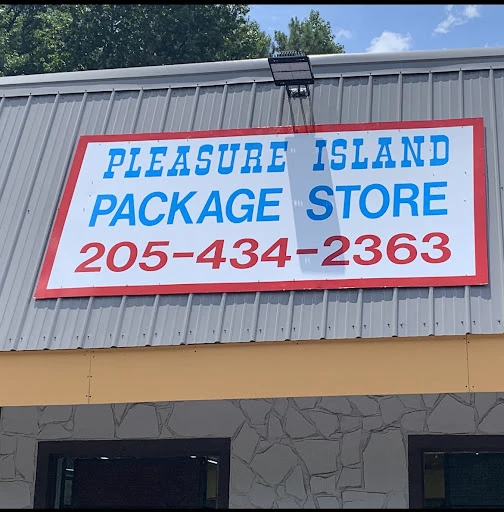 PLEASURE ISLAND
PACKAGE STORE
205-434-2363